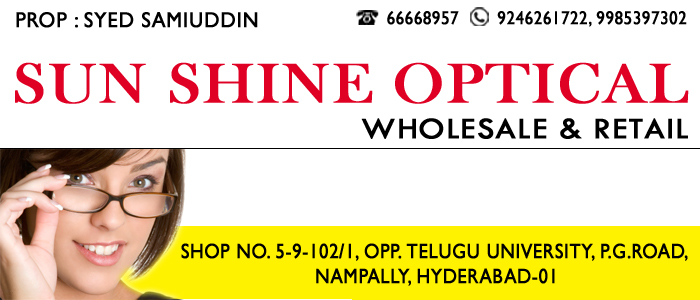 PROP : SYED SAMIUDDIN 66668957 9246261722, 9985397302
SUN SHINE OPTICAL
WHOLESALE & RETAIL
SHOP NO. 5-9-102/1, OPP. TELUGU UNIVERSITY, P.G.ROAD,
NAMPALLY, HYDERABAD-01